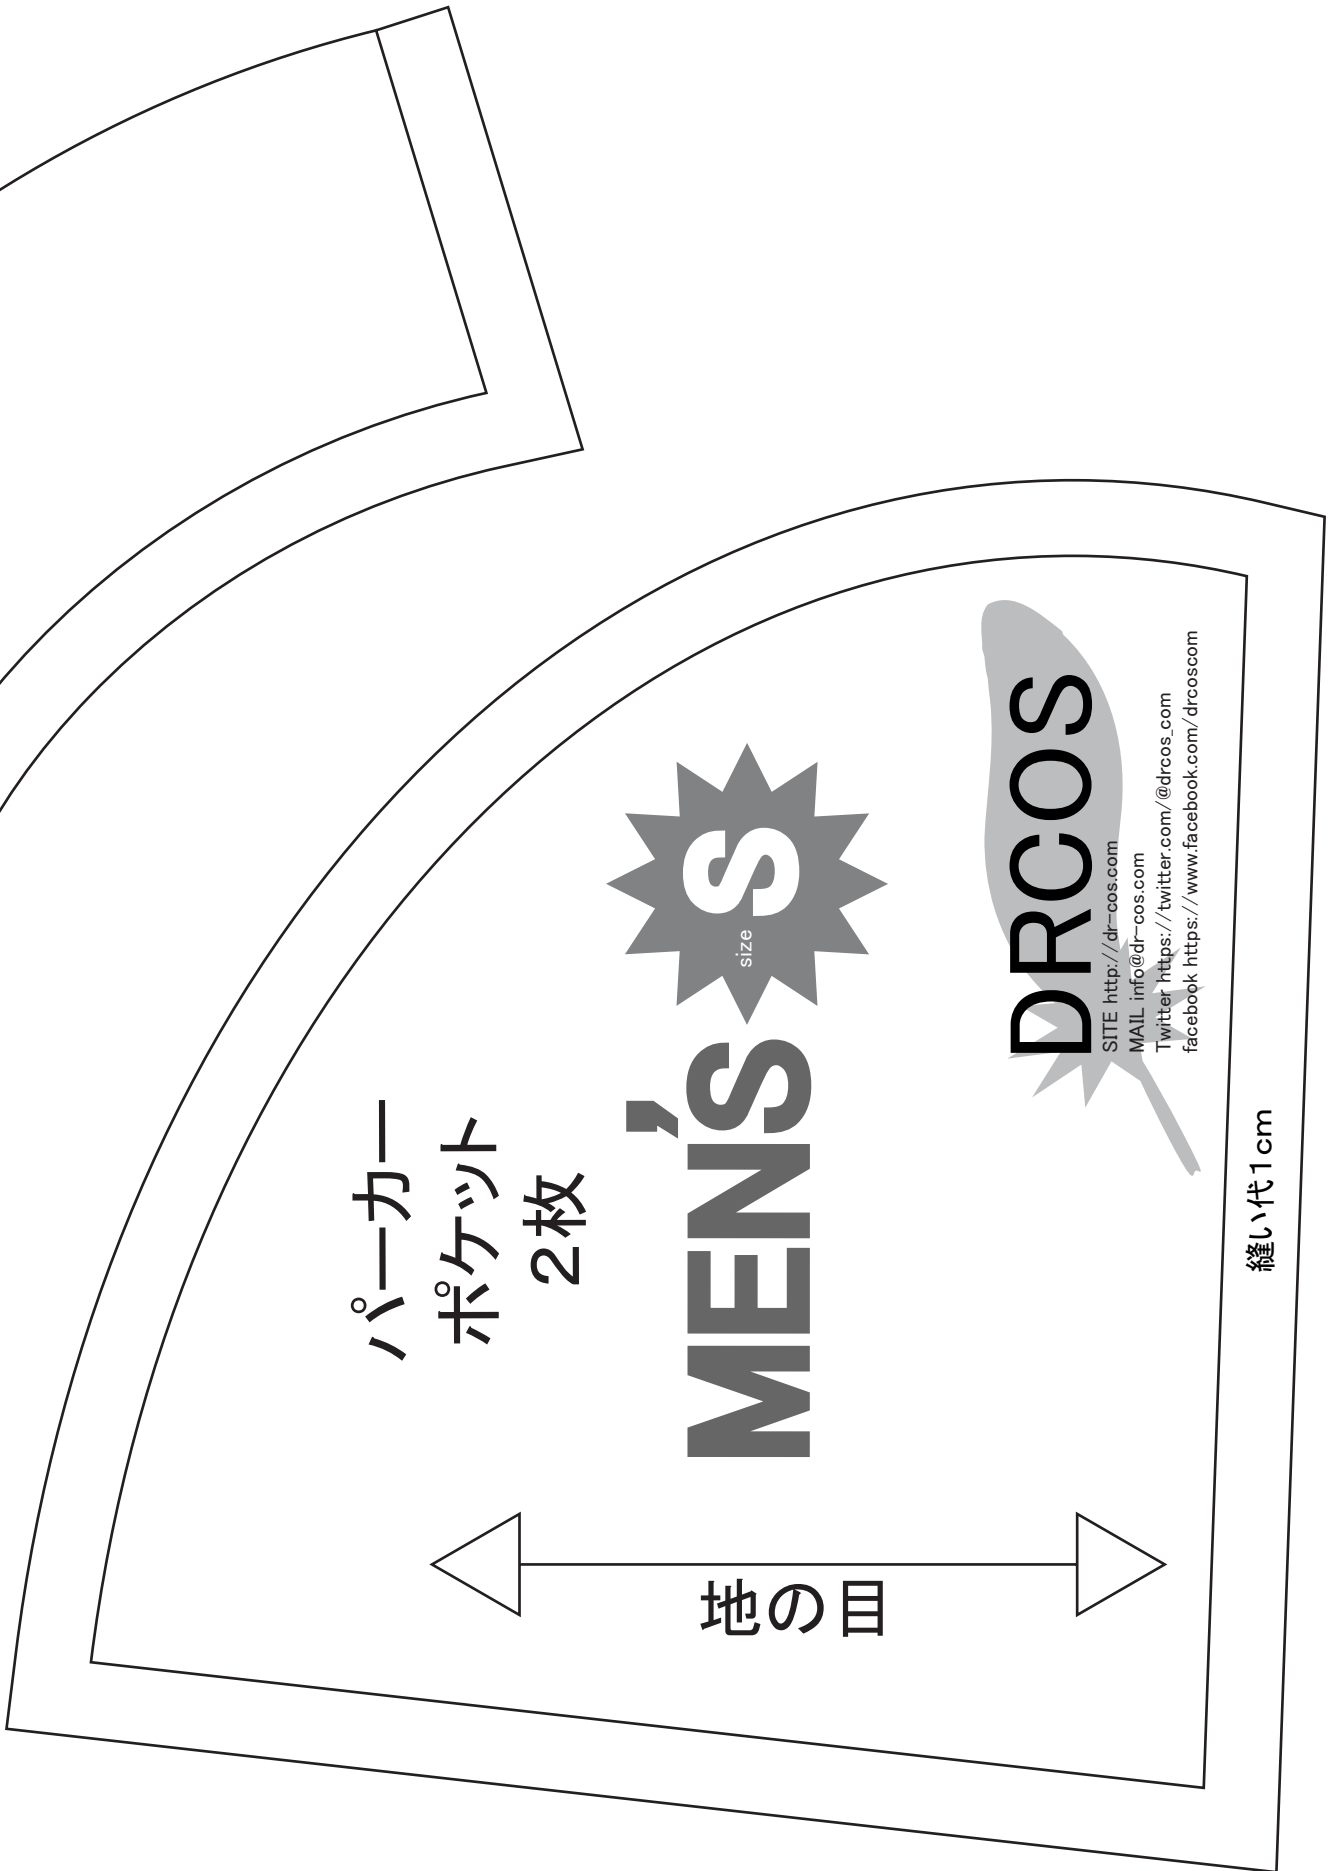 パーカー
ポケット
2枚
MEN'S
size S
DRCOS
SITE http://dr-cos.com
MAIL info@dr-cos.com
Twitter https://twitter.com/@drcos_com
facebook https://www.facebook.com/drcoscom
縫い代1cm
地の目